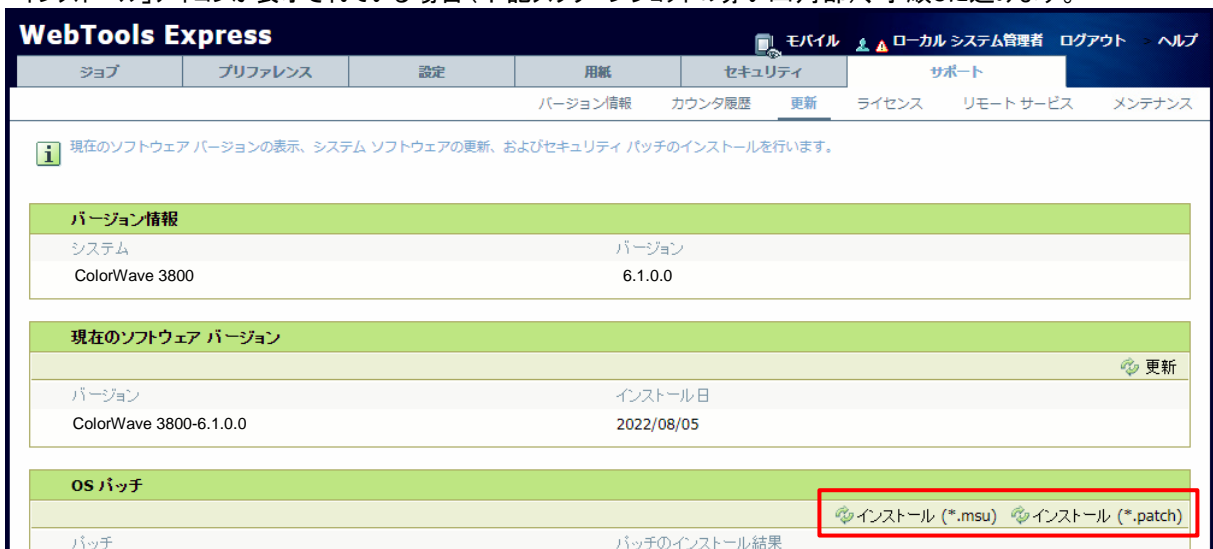 WebTools Express
モバイル ローカル システム管理者 ログアウト ヘルプ
ジョブ プリファレンス 設定 用紙 セキュリティ サポート
バージョン情報 カウンタ履歴 更新 ライセンス リモート サービス メンテナンス
現在のソフトウェア バージョンの表示、システム ソフトウェアの更新、およびセキュリティ パッチのインストールを行います。
バージョン情報
システム バージョン
ColorWave 3800 6.1.0.0
現在のソフトウェア バージョン
更新
バージョン インストール日
ColorWave 3800-6.1.0.0 2022/08/05
OS パッチ
インストール (*.msu) インストール (*.patch)
パッチ パッチのインストール結果